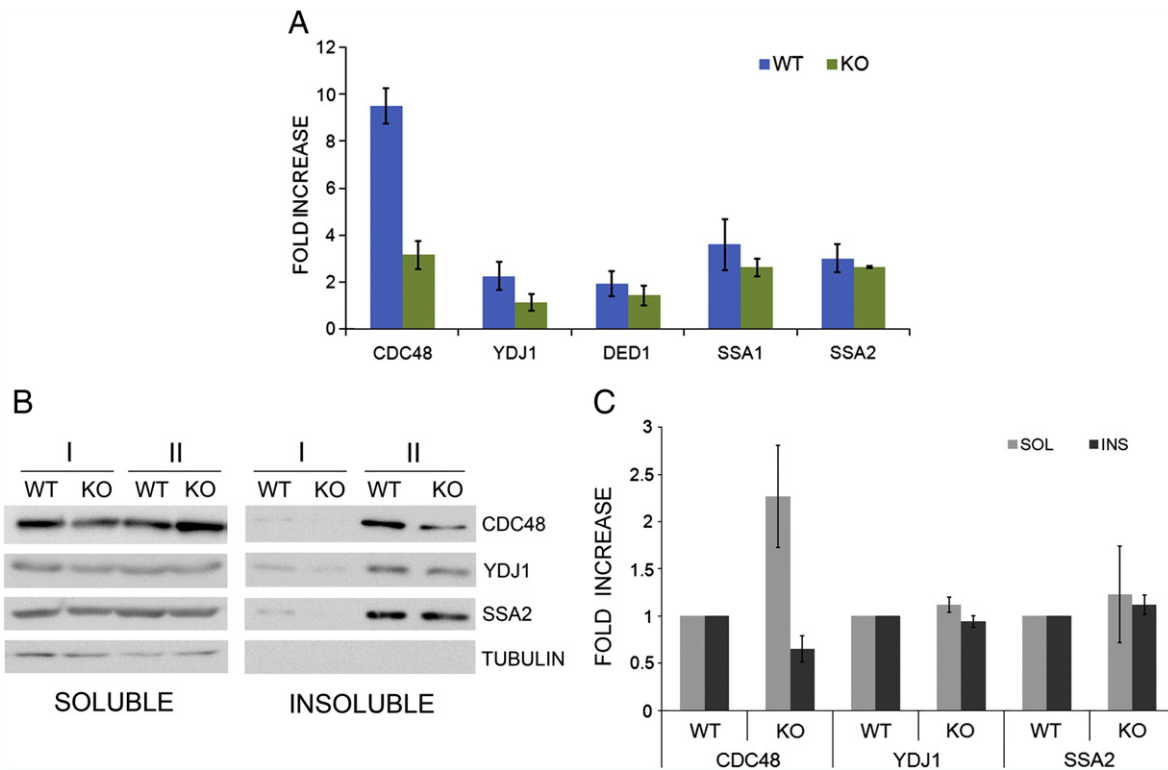 A
FOLD INCREASE
12
10
8
6
4
2
0
WT KO
CDC48 YDJ1 DED1 SSA1 SSA2
B
I II I II
WT KO WT KO WT KO WT KO
CDC48
YDJ1
SSA2
TUBULIN
SOLUBLE INSOLUBLE
C
FOLD INCREASE
3
2.5
2
1.5
1
0.5
0
SOL INS
WT KO WT KO WT KO
CDC48 YDJ1 SSA2